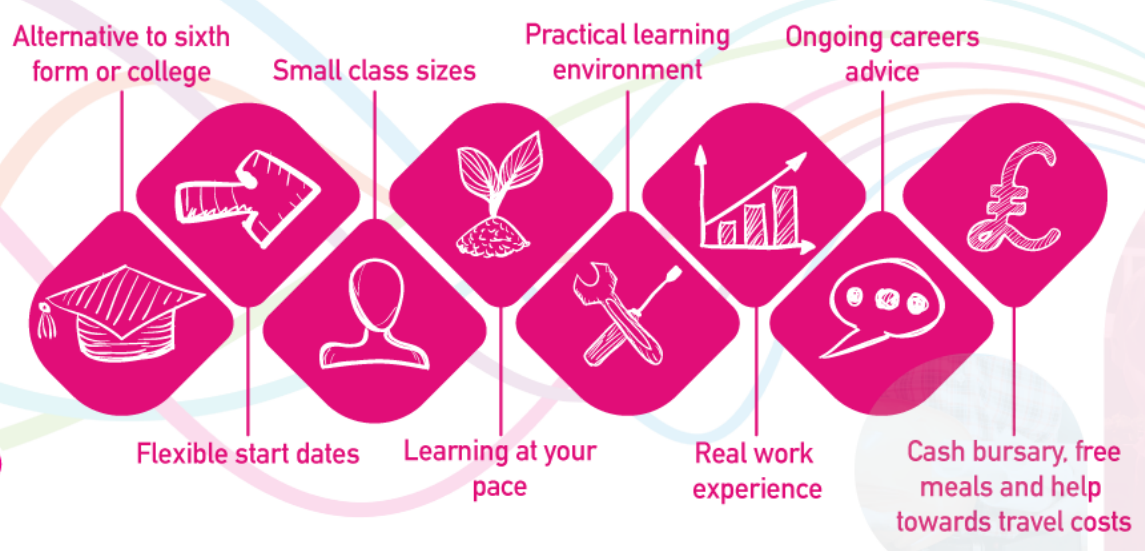 Alternative to sixth
form or college
Small class sizes
Practical learning
environment
Ongoing careers
advice
Flexible start dates
Learning at your
pace
Real work
experience
Cash bursary, free
meals and help
towards travel costs